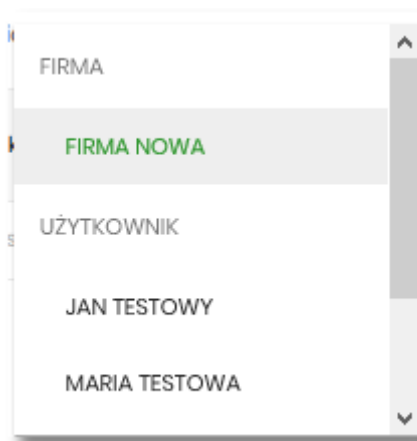 FIRMA
FIRMA NOWA
UŻYTKOWNIK
JAN TESTOWY
MARIA TESTOWA